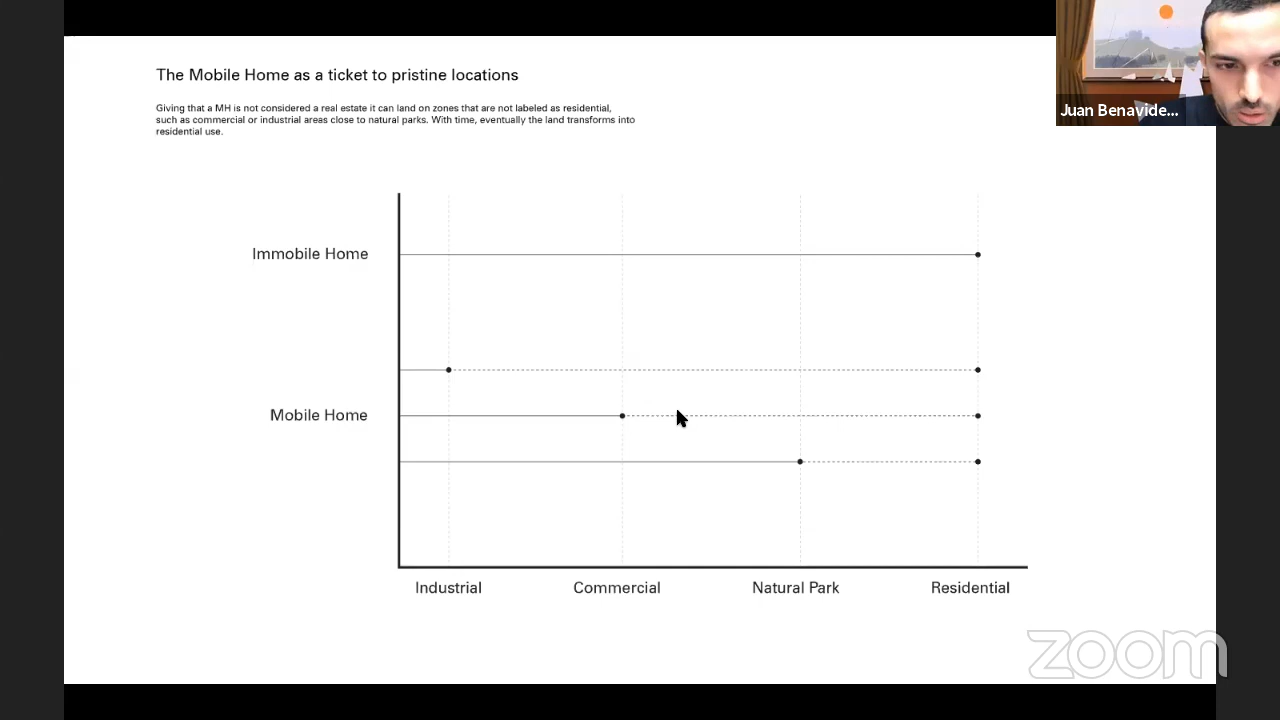 The Mobile Home as a ticket to pristine locations
Giving that a MH is not considered a real estate it can land on zones that are not labeled as residential,
such as commercial or industrial areas close to natural parks. With time, eventually the land transforms into
residential use.
Juan Benavide...
Immobile Home
Mobile Home
Industrial
Commercial
Natural Park
Residential
zoom